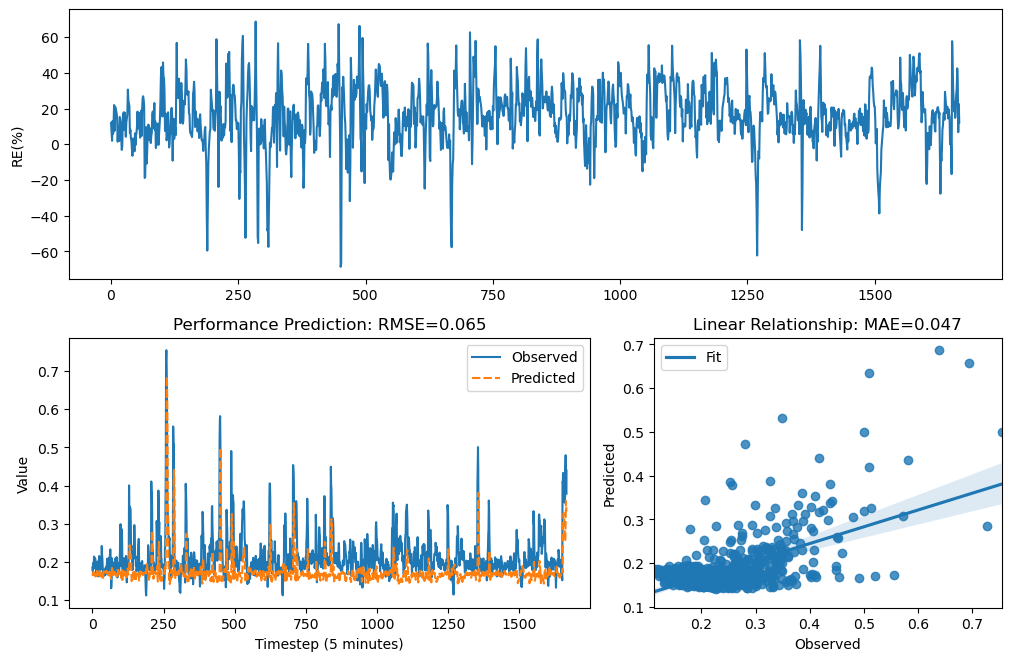 RE(%)
60
40
20
0
−20
−40
−60
0 250 500 750 1000 1250 1500
Performance Prediction: RMSE=0.065
Observed
Predicted
Value
0.7
0.6
0.5
0.4
0.3
0.2
0.1
0 250 500 750 1000 1250 1500
Timestep (5 minutes)
Linear Relationship: MAE=0.047
Fit
Predicted
0.7
0.6
0.5
0.4
0.3
0.2
0.1
0.2 0.3 0.4 0.5 0.6 0.7
Observed